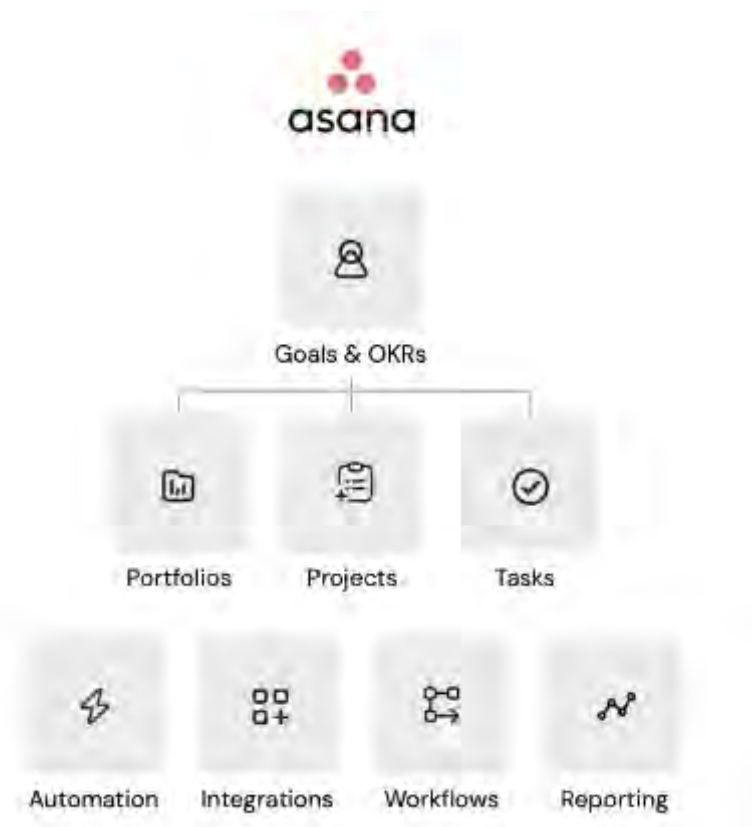 asana
Goals & OKRs
Portfolios Projects Tasks
Automation Integrations Workflows Reporting